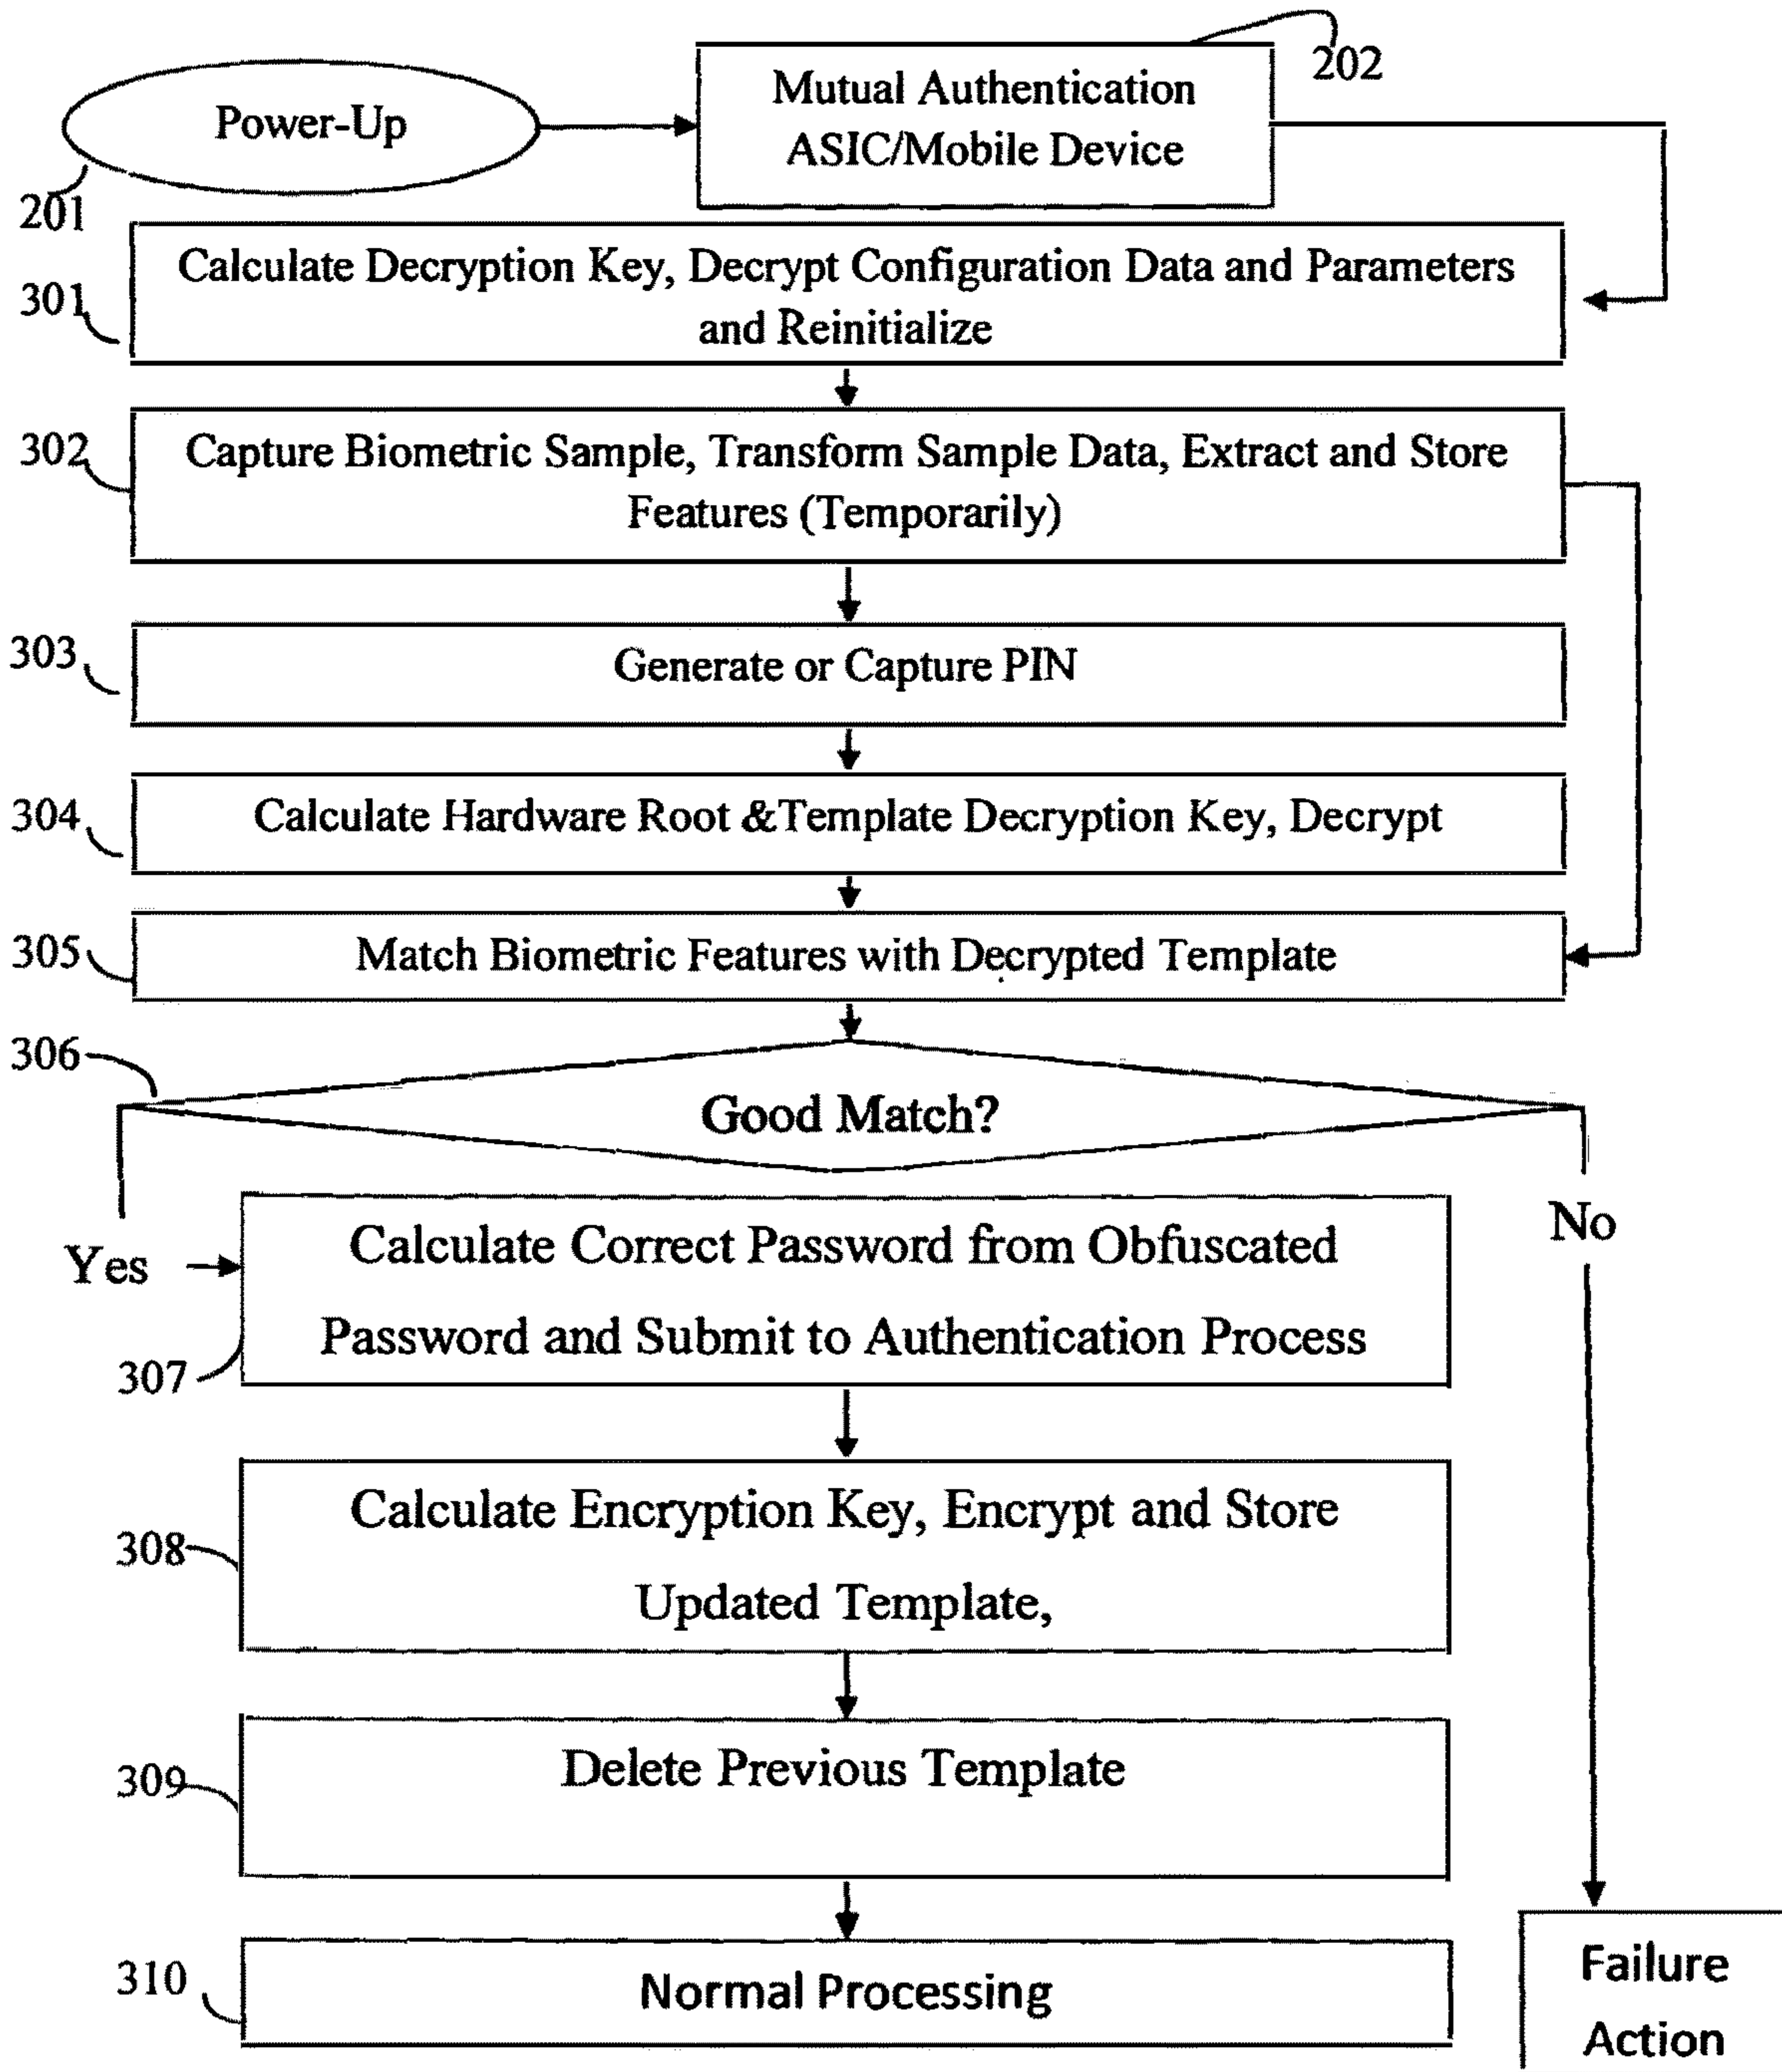 202
Power-Up
Mutual Authentication
ASIC/Mobile Device
201
301
Calculate Decryption Key, Decrypt Configuration Data and Parameters
and Reinitialize
302
Capture Biometric Sample, Transform Sample Data, Extract and Store
Features (Temporarily)
303
Generate or Capture PIN
304
Calculate Hardware Root &Template Decryption Key, Decrypt
305
Match Biometric Features with Decrypted Template
306
Good Match?
Yes
No
Calculate Correct Password from Obfuscated
Password and Submit to Authentication Process
307
Calculate Encryption Key, Encrypt and Store
Updated Template,
308
Delete Previous Template
309
310
Normal Processing
Failure
Action